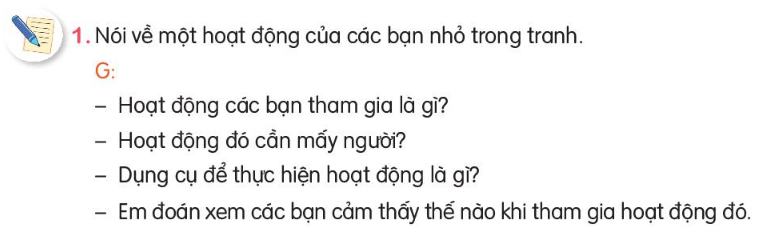 1. Nói về một hoạt động của các bạn nhỏ trong tranh.
G:
– Hoạt động các bạn tham gia là gì?
– Hoạt động đó cần mấy người?
– Dụng cụ để thực hiện hoạt động là gì?
– Em đoán xem các bạn cảm thấy thế nào khi tham gia hoạt động đó.